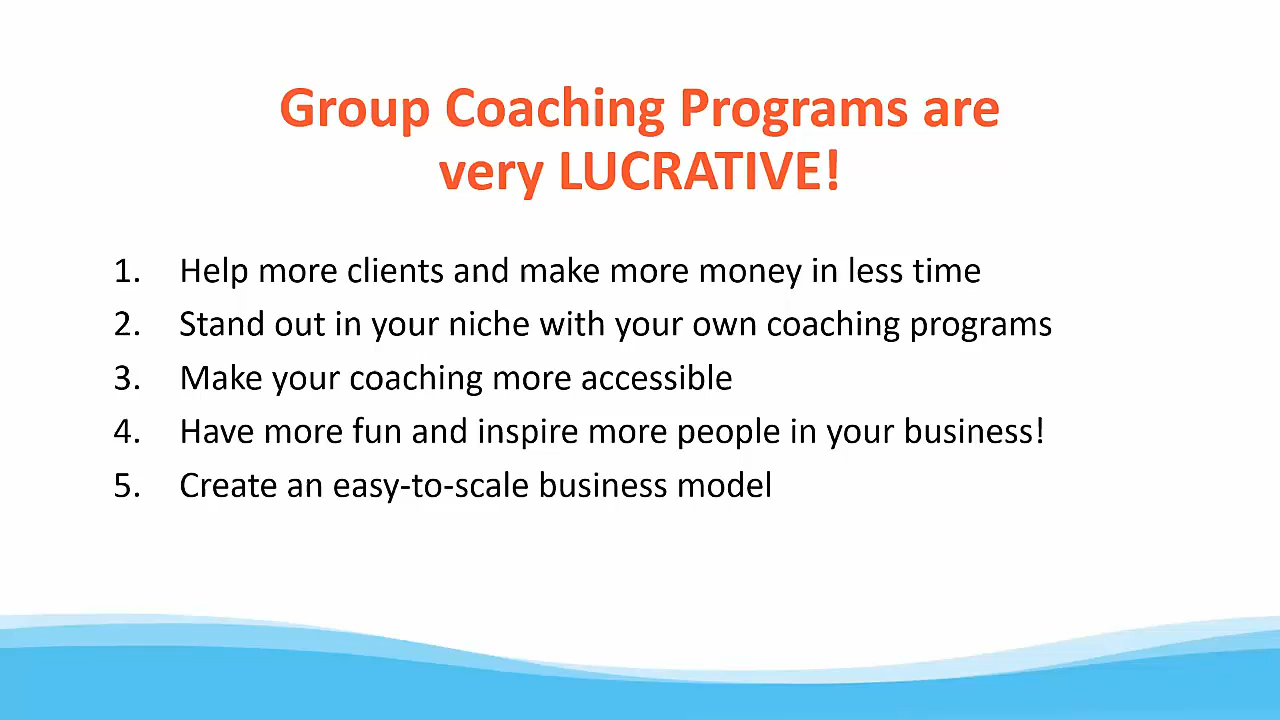 Group Coaching Programs are
very LUCRATIVE!
1. Help more clients and make more money in less time
2. Stand out in your niche with your own coaching programs
3. Make your coaching more accessible
4. Have more fun and inspire more people in your business!
5. Create an easy-to-scale business model